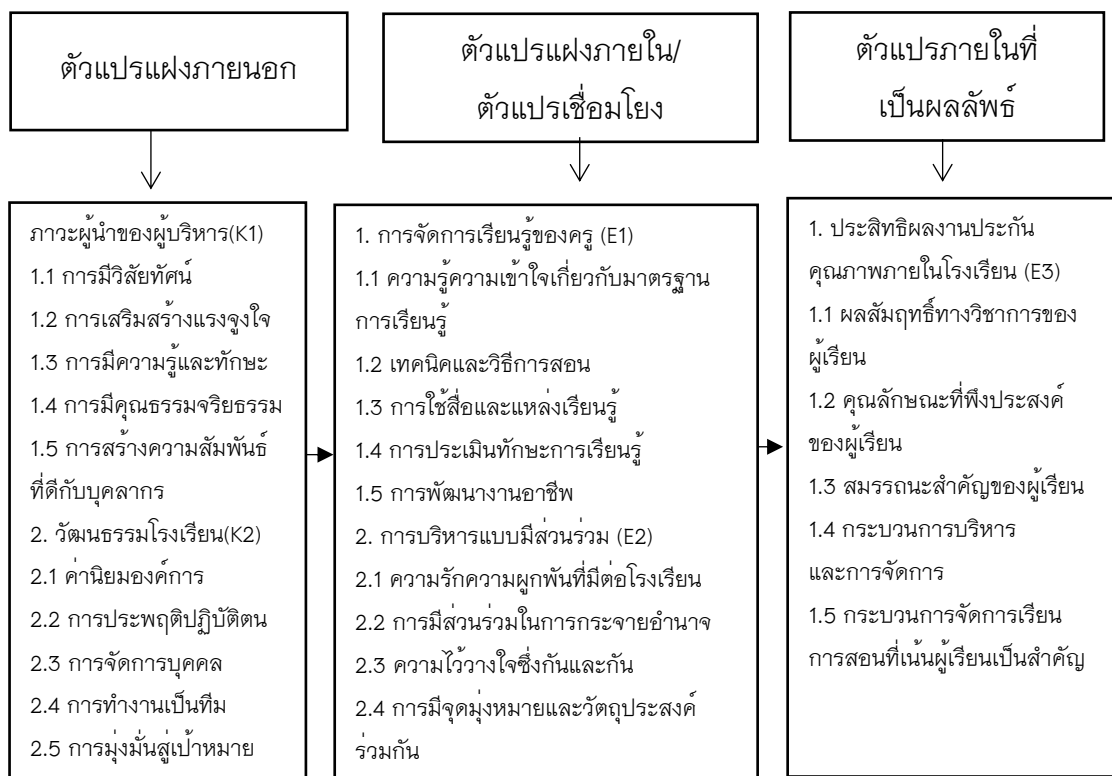 ตัวแปรแฝงภายนอก
ตัวแปรแฝงภายใน/
ตัวแปรเชื่อมโยง
ตัวแปรภายในที่
เป็นผลลัพธ์
ภาวะผู้นำของผู้บริหาร(K1)
1.1 การมีวิสัยทัศน์
1.2 การเสริมสร้างแรงจูงใจ
1.3 การมีความรู้และทักษะ
1.4 การมีคุณธรรมจริยธรรม
1.5 การสร้างความสัมพันธ์
ที่ดีกับบุคลากร
2. วัฒนธรรมโรงเรียน(K2)
2.1 ค่านิยมองค์การ
2.2 การประพฤติปฏิบัติตน
2.3 การจัดการบุคคล
2.4 การทำงานเป็นทีม
2.5 การมุ่งมั่นสู่เป้าหมาย
1. การจัดการเรียนรู้ของครู (E1)
1.1 ความรู้ความเข้าใจเกี่ยวกับมาตรฐาน
การเรียนรู้
1.2 เทคนิคและวิธีการสอน
1.3 การใช้สื่อและแหล่งเรียนรู้
1.4 การประเมินทักษะการเรียนรู้
1.5 การพัฒนางานอาชีพ
2. การบริหารแบบมีส่วนร่วม (E2)
2.1 ความรักความผูกพันที่มีต่อโรงเรียน
2.2 การมีส่วนร่วมในการกระจายอำนาจ
2.3 ความไว้วางใจซึ่งกันและกัน
2.4 การมีจุดมุ่งหมายและวัตถุประสงค์
ร่วมกัน
1. ประสิทธิผลงานประกัน
คุณภาพภายในโรงเรียน (E3)
1.1 ผลสัมฤทธิ์ทางวิชาการของ
ผู้เรียน
1.2 คุณลักษณะที่พึงประสงค์
ของผู้เรียน
1.3 สมรรถนะสำคัญของผู้เรียน
1.4 กระบวนการบริหาร
และการจัดการ
1.5 กระบวนการจัดการเรียน
การสอนที่เน้นผู้เรียนเป็นสำคัญ